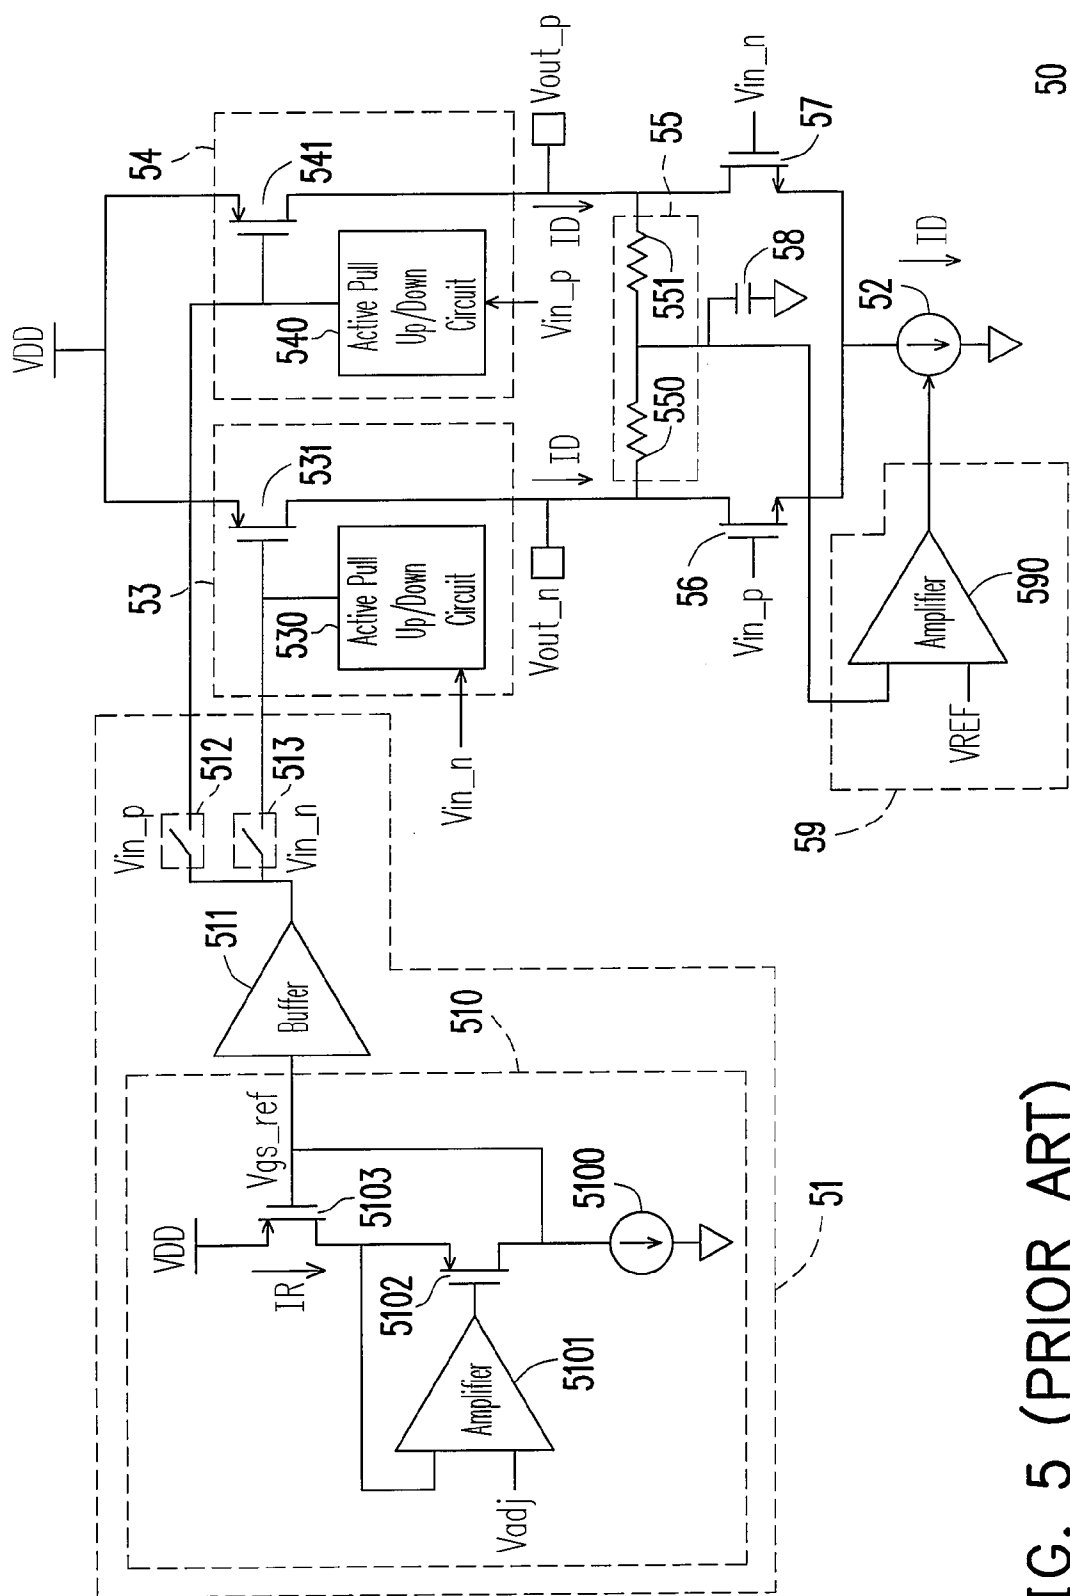 VDD
54
541
Active Pull
Up/Down
Circuit
540
Vin_p
Vout_p
ID
53
531
Active Pull
Up/Down
Circuit
530
Vin_n
Vout_n
ID
55
551
550
58
Vin_n
57
56
Vin_p
52
ID
Amplifier
590
VREF
59
50
Vin_p
512
513
Vin_n
511
Buffer
510
Vgs_ref
VDD
5103
IR
5102
Amplifier
5101
Vadj
5100
51
G. 5 (PRIOR ART)